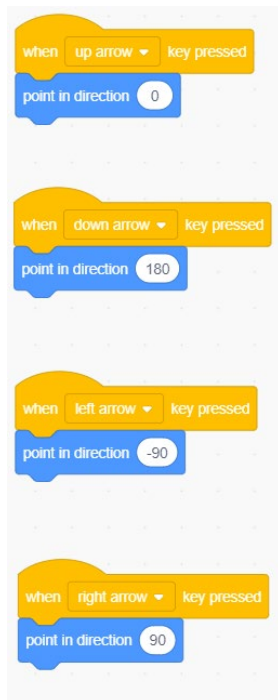 when up arrow key pressed
point in direction 0
when down arrow key pressed
point in direction 180
when left arrow key pressed
point in direction -90
when right arrow key pressed
point in direction 90